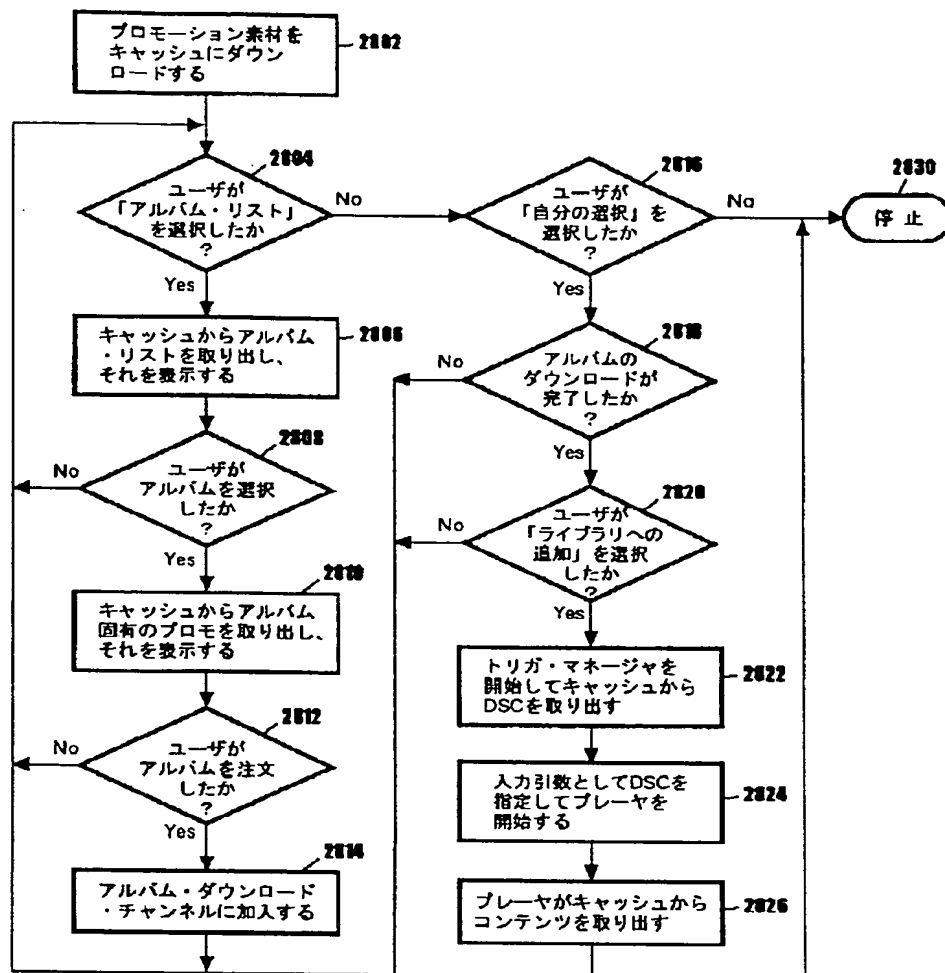 プロモーション素材を
キャッシュにダウン
ロードする
2802
2804
ユーザが
「アルバム・リスト」
を選択したか
?
No
Yes
2816
ユーザが
「自分の選択」を
選択したか
?
No
Yes
2830
停止
キャッシュからアルバム
・リストを取り出し、
それを表示する
2806
2818
アルバムの
ダウンロードが
完了したか
?
No
Yes
2808
ユーザが
アルバムを選択
したか
?
No
Yes
2820
ユーザが
「ライブラリへの
追加」を選択
したか
?
No
Yes
2810
キャッシュからアルバム
固有のプロモを取り出し、
それを表示する
トリガ・マネージャを
開始してキャッシュから
DSCを取り出す
2822
2812
ユーザが
アルバムを注文
したか
?
No
Yes
入力引数としてDSCを
指定してプレーヤを
開始する
2824
2814
アルバム・ダウンロード
・チャンネルに加入する
プレーヤがキャッシュから
コンテンツを取り出す
2826